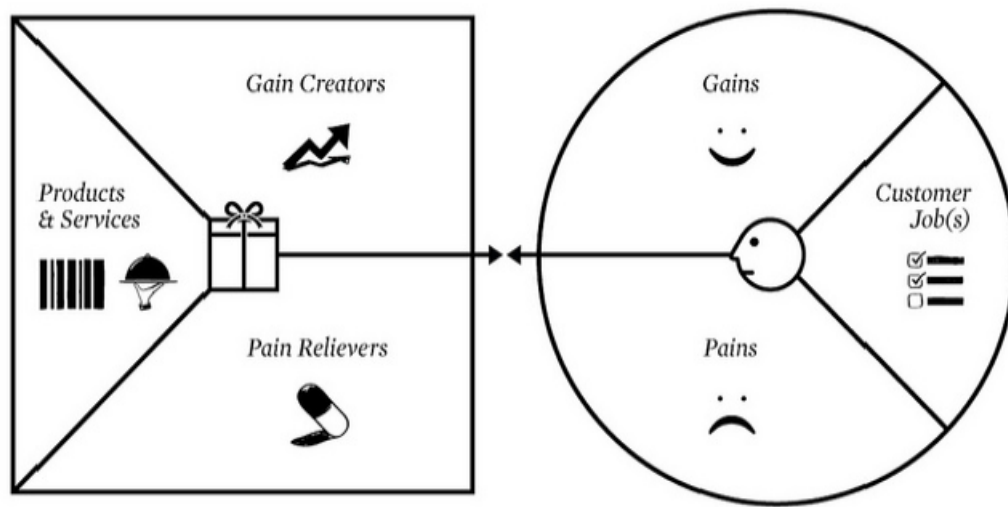 Gain Creators
Products
& Services
Pain Relievers
Gains
Customer
Job(s)
Pains